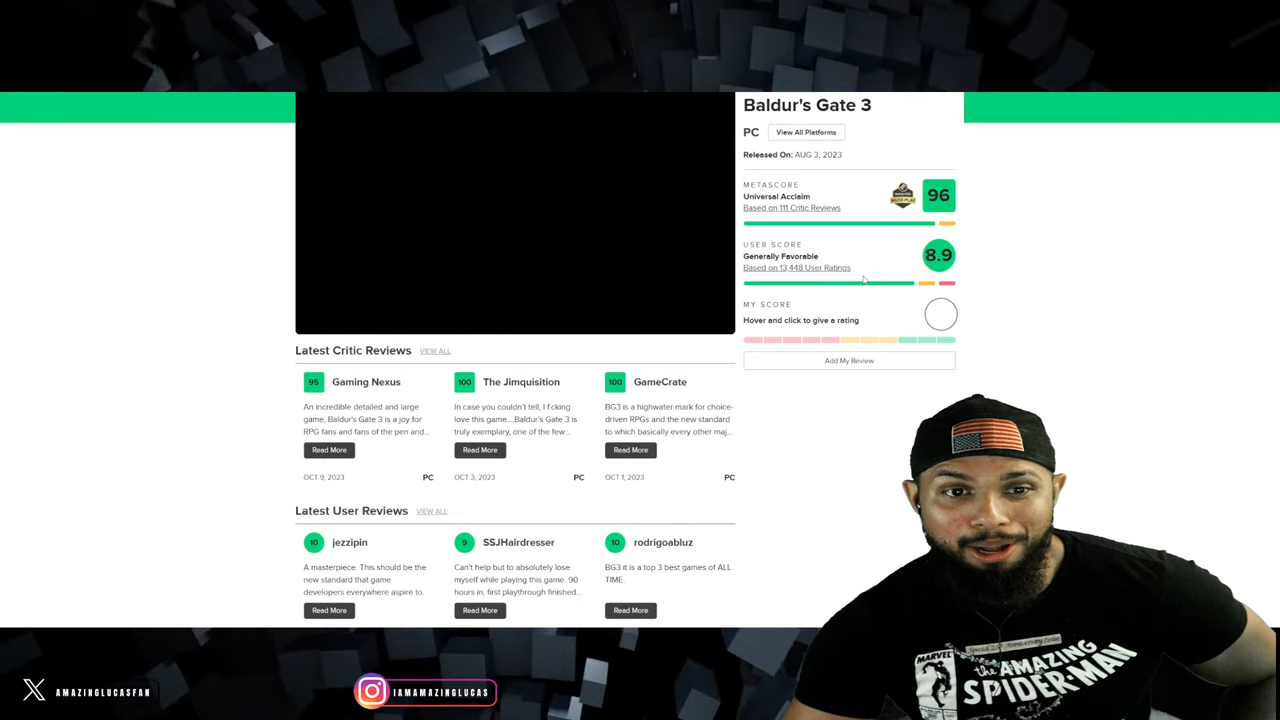 Baldur's Gate 3
PC View All Platforms
Released On: AUG 3, 2023
METASCORE
Universal Acclaim
Based on 111 Critic Reviews
96
USER SCORE
Generally Favorable
Based on 13,448 User Ratings
8.9
MY SCORE
Hover and click to give a rating
Add My Review
Latest Critic Reviews VIEW ALL
95 Gaming Nexus
An incredible detailed and large
game, Baldur's Gate 3 is a joy for
RPG fans and fans of the pen and...
Read More
OCT 9, 2023 PC
100 The Jimquisition
In case you couldn't tell, I f.cking
love this game....Baldur's Gate 3 is
truly exemplary, one of the few...
Read More
OCT 3, 2023 PC
100 GameCrate
BG3 is a highwater mark for choice-
driven RPGs and the new standard
to which basically every other maj...
Read More
OCT 1, 2023 PC
Latest User Reviews VIEW ALL
10 jezzipin
A masterpiece. This should be the
new standard that game
developers everywhere aspire to.
Read More
9 SSJHairdresser
Can't help but to absolutely lose
myself while playing this game. 90
hours in, first playthrough finished...
Read More
10 rodrigoabluz
BG3 it is a top 3 best games of ALL
TIME.
Read More
MARVEL
the AMAZING
SPIDER-MAN
AMAZINGLUCASFAN
IAMAMAZINGLUCAS